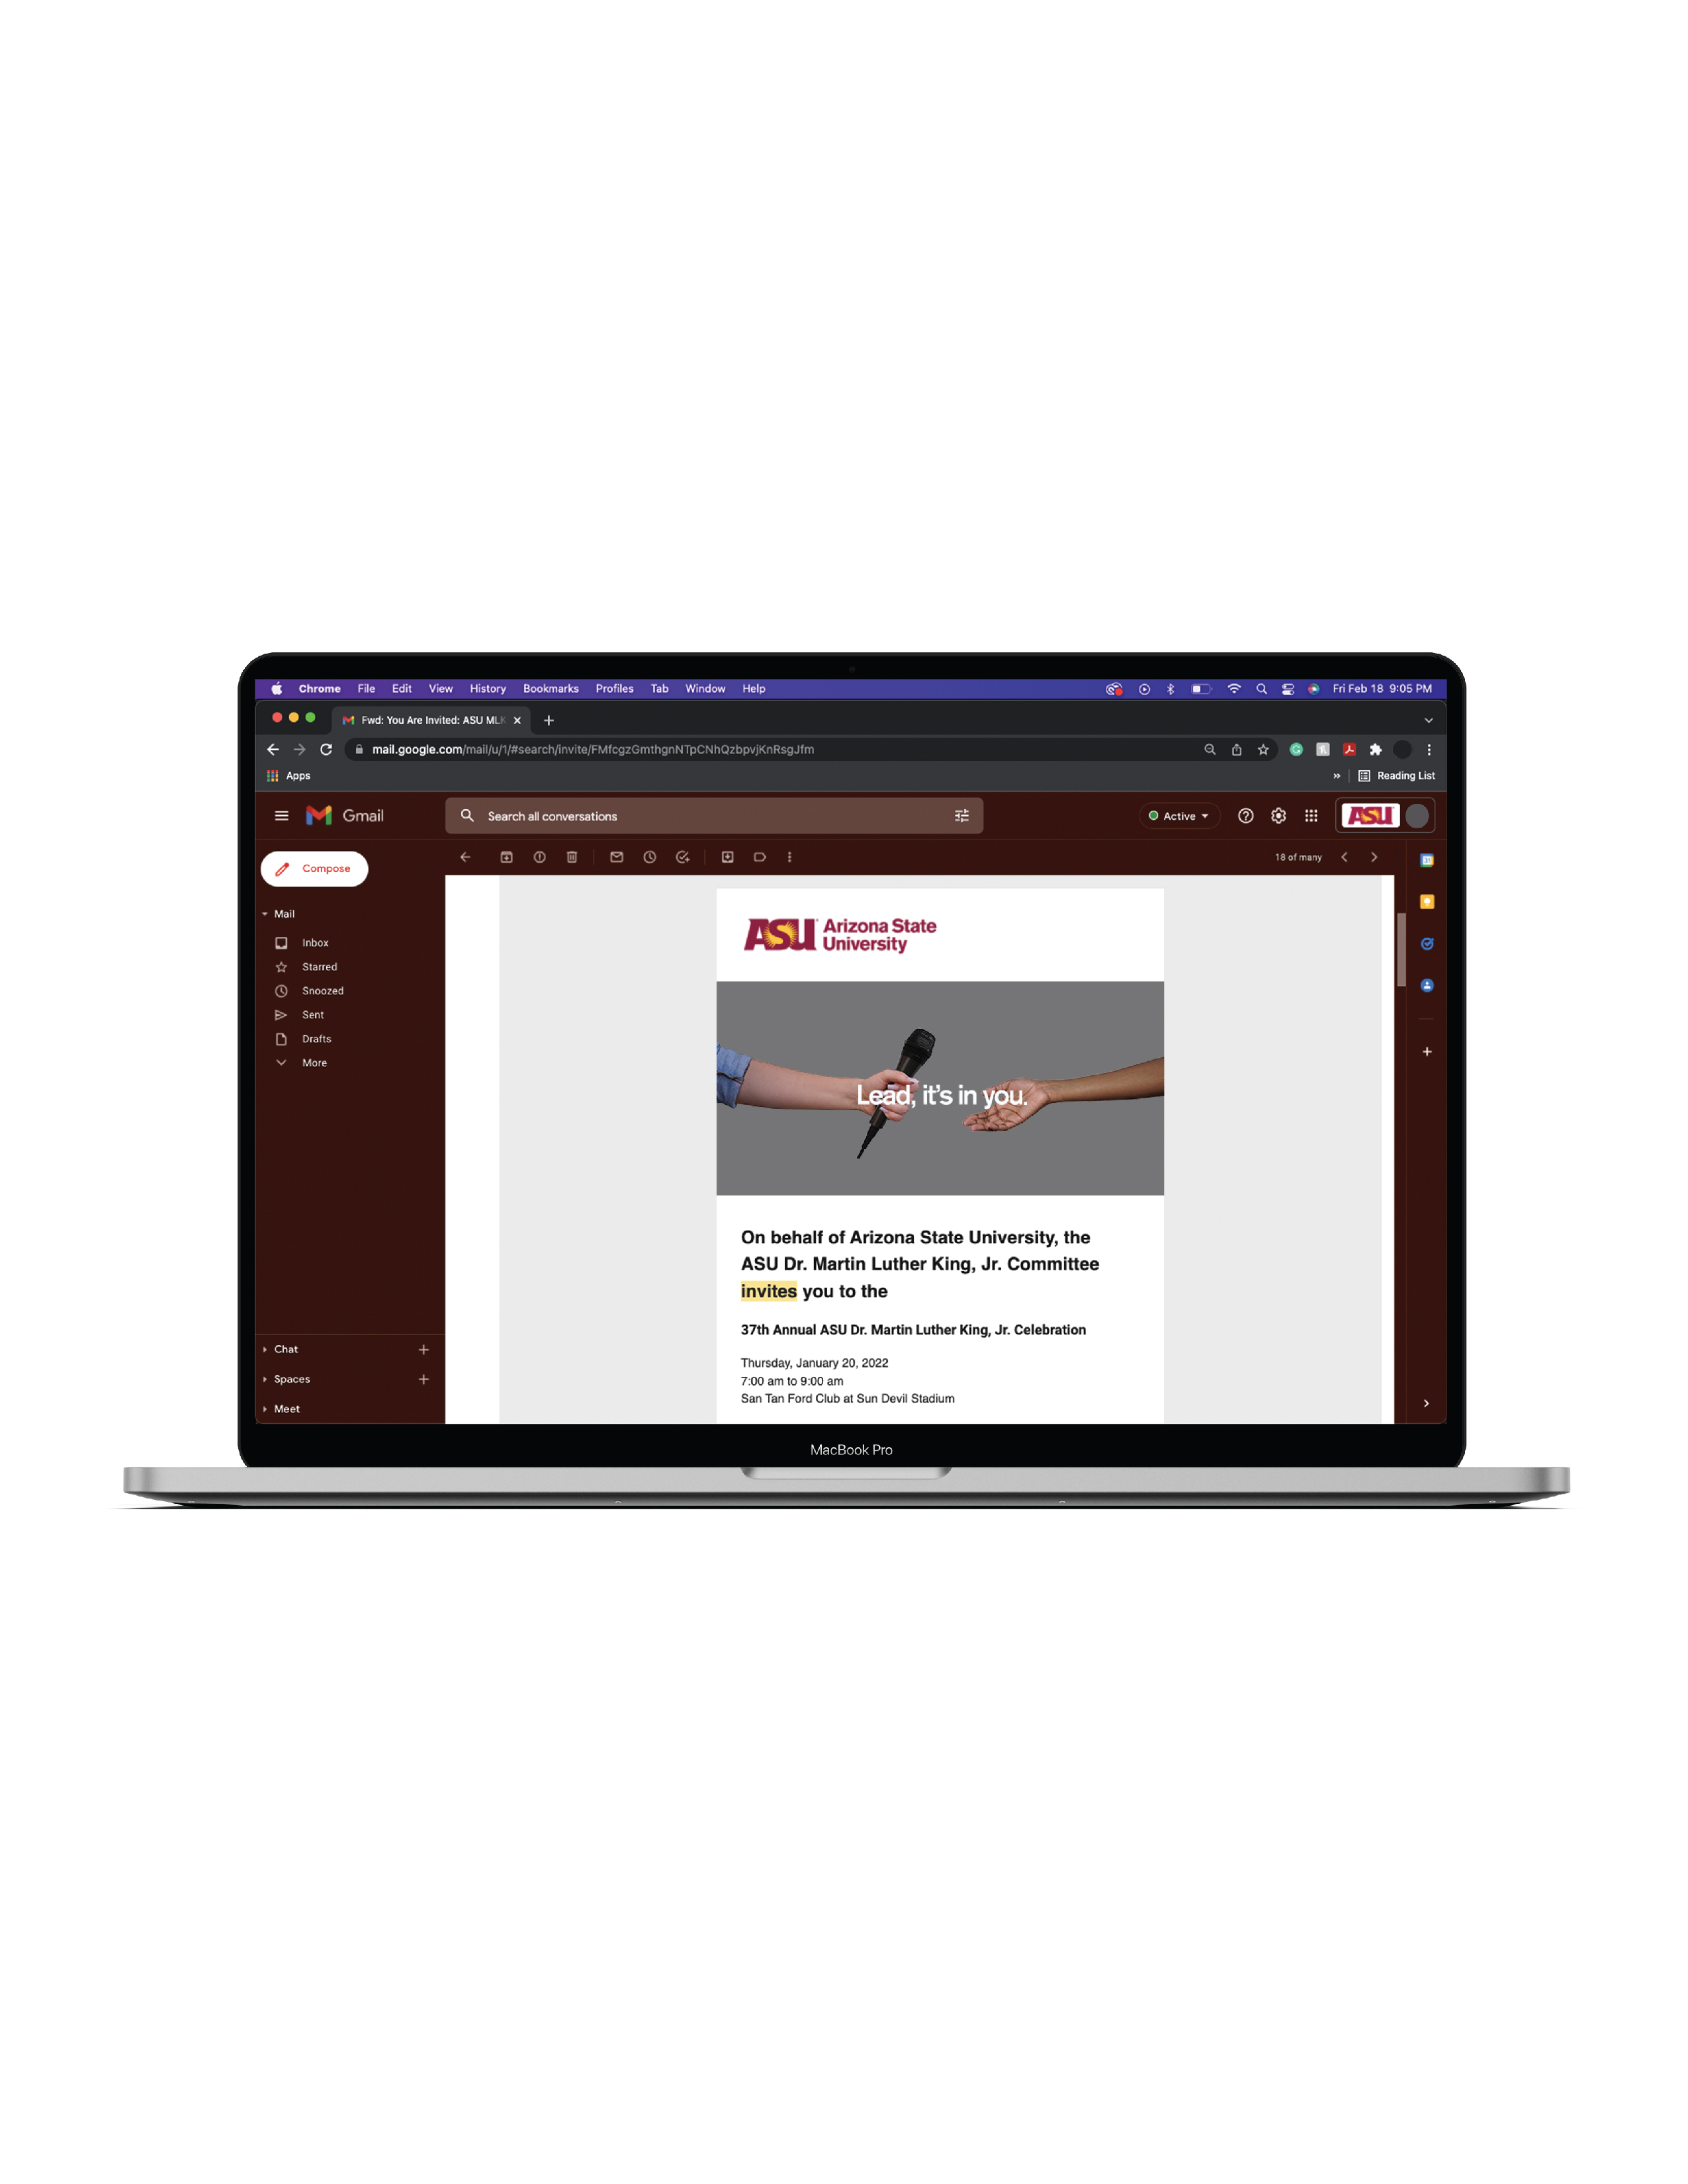 Chrome File Edit View History Bookmarks Profiles Tab Window Help Fri Feb 18 9:05 PM
Fwd: You Are Invited: ASU MLK
mail.google.com/mail/u/1/#search/invite/FMfcgzGmthgnNTpCNhQzbpvjKnRsgJfm
Apps Reading List
Gmail Search all conversations Active ASU
Compose 18 of many
Mail
Inbox
Starred
Snoozed
Sent
Drafts
More
Chat
Spaces
Meet
ASU Arizona State
University
Lead, it's in you.
On behalf of Arizona State University, the
ASU Dr. Martin Luther King, Jr. Committee
invites you to the
37th Annual ASU Dr. Martin Luther King, Jr. Celebration
Thursday, January 20, 2022
7:00 am to 9:00 am
San Tan Ford Club at Sun Devil Stadium
MacBook Pro